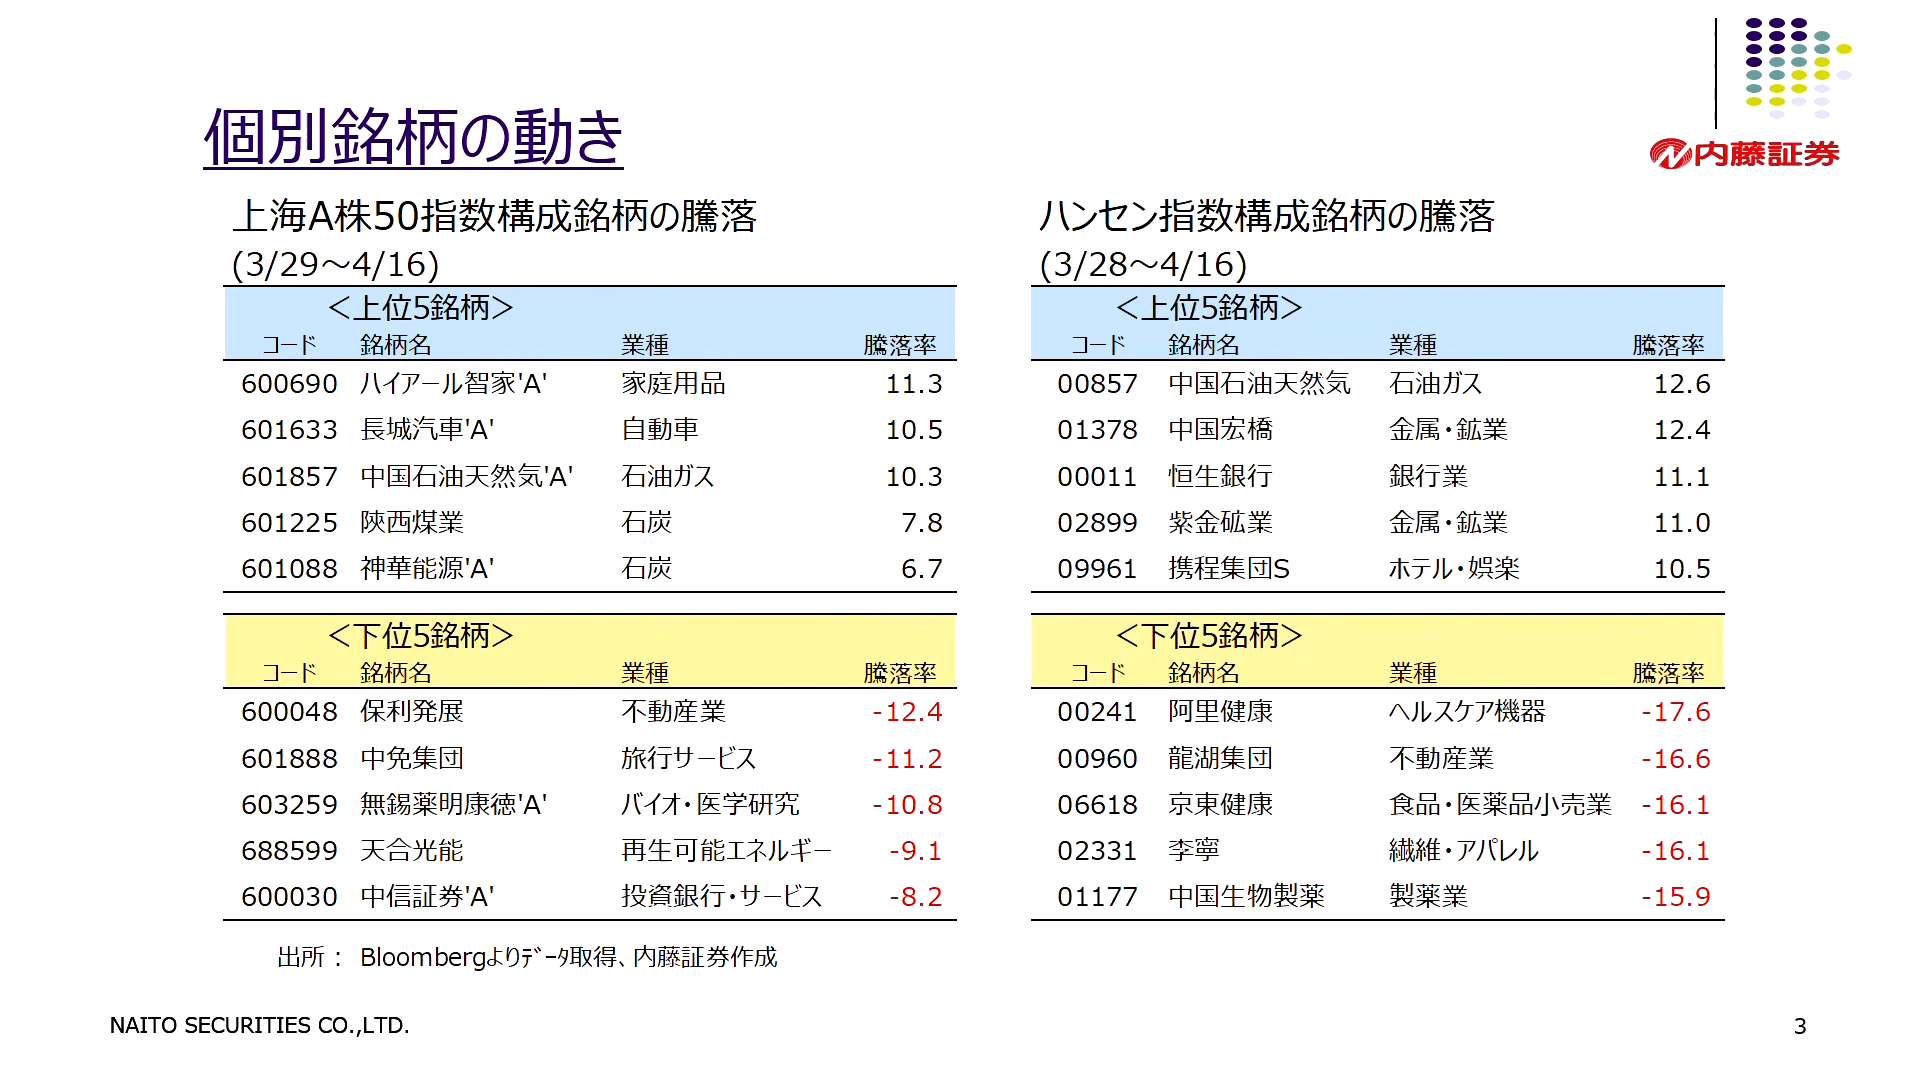 個別銘柄の動き
内藤証券
上海A株50指数構成銘柄の騰落
(3/29～4/16)
＜上位5銘柄＞
コード 銘柄名 業種 騰落率
600690 ハイアール智家'A' 家庭用品 11.3
601633 長城汽車'A' 自動車 10.5
601857 中国石油天然気'A' 石油ガス 10.3
601225 陝西煤業 石炭 7.8
601088 神華能源'A' 石炭 6.7
＜下位5銘柄＞
コード 銘柄名 業種 騰落率
600048 保利発展 不動産業 -12.4
601888 中免集団 旅行サービス -11.2
603259 無錫薬明康徳'A' バイオ・医学研究 -10.8
688599 天合光能 再生可能エネルギー -9.1
600030 中信証券'A' 投資銀行・サービス -8.2
ハンセン指数構成銘柄の騰落
(3/28～4/16)
＜上位5銘柄＞
コード 銘柄名 業種 騰落率
00857 中国石油天然気 石油ガス 12.6
01378 中国宏橋 金属・鉱業 12.4
00011 恒生銀行 銀行業 11.1
02899 紫金砿業 金属・鉱業 11.0
09961 携程集団S ホテル・娯楽 10.5
＜下位5銘柄＞
コード 銘柄名 業種 騰落率
00241 阿里健康 ヘルスケア機器 -17.6
00960 龍湖集団 不動産業 -16.6
06618 京東健康 食品・医薬品小売業 -16.1
02331 李寧 繊維・アパレル -16.1
01177 中国生物製薬 製薬業 -15.9
出所： Bloombergよりﾃﾞｰﾀ取得、内藤証券作成
NAITO SECURITIES CO.,LTD.
3